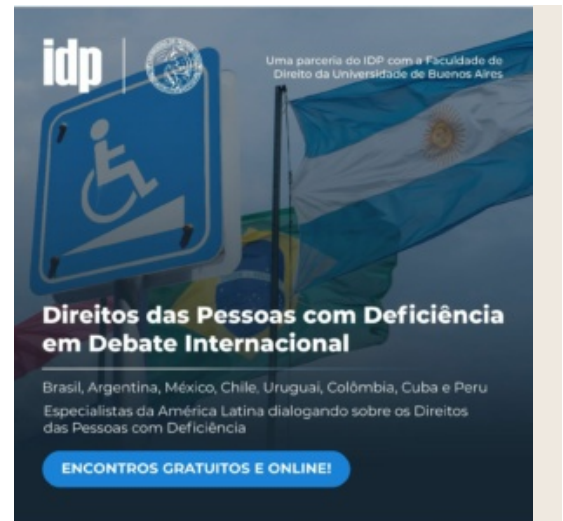 idp
Uma parceria do IDP com a Faculdade de
Direito da Universidade de Buenos Aires
Direitos das Pessoas com Deficiência
em Debate Internacional
Brasil, Argentina, México, Chile, Uruguai, Colômbia, Cuba e Peru
Especialistas da América Latina dialogando sobre os Direitos
das Pessoas com Deficiência
ENCONTROS GRATUITOS E ONLINE!